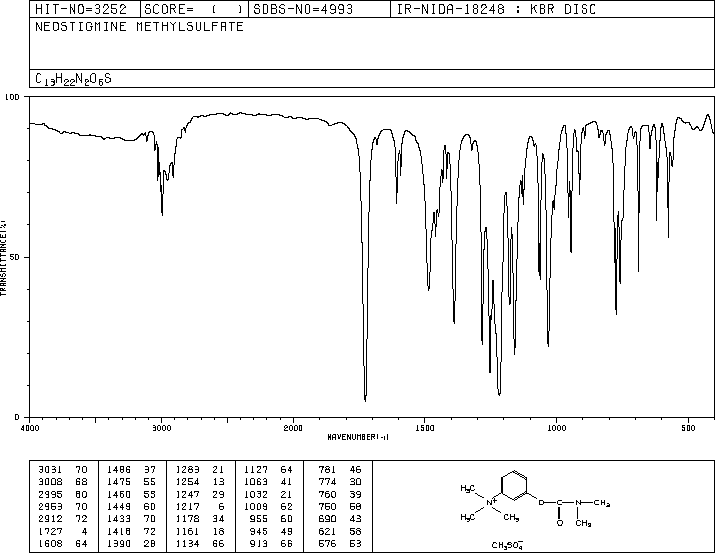 HIT-NO=3252 SCORE= ( ) SDBS-NO=4993 IR-NIDA-18248 : KBR DISC
NEOSTIGMINE METHYLSULFATE
C13H22N2O6S
100
50
0
TRANSMITTANCE(%)
4000 3000 2000 1500 1000 500
WAVENUMBER(-1)
3031 70 1486 37 1283 21 1127 64 781 46
3008 68 1475 55 1254 13 1063 41 774 30
2995 60 1460 55 1247 29 1032 21 760 39
2953 70 1449 60 1217 6 1009 62 750 58
2912 72 1433 70 1178 34 955 60 690 43
1727 4 1418 72 1161 18 945 49 621 58
1608 64 1390 28 1134 66 913 66 576 53
H3C
H3C
N+
CH3
O
C
O
N
CH3
CH3
CH3SO4-